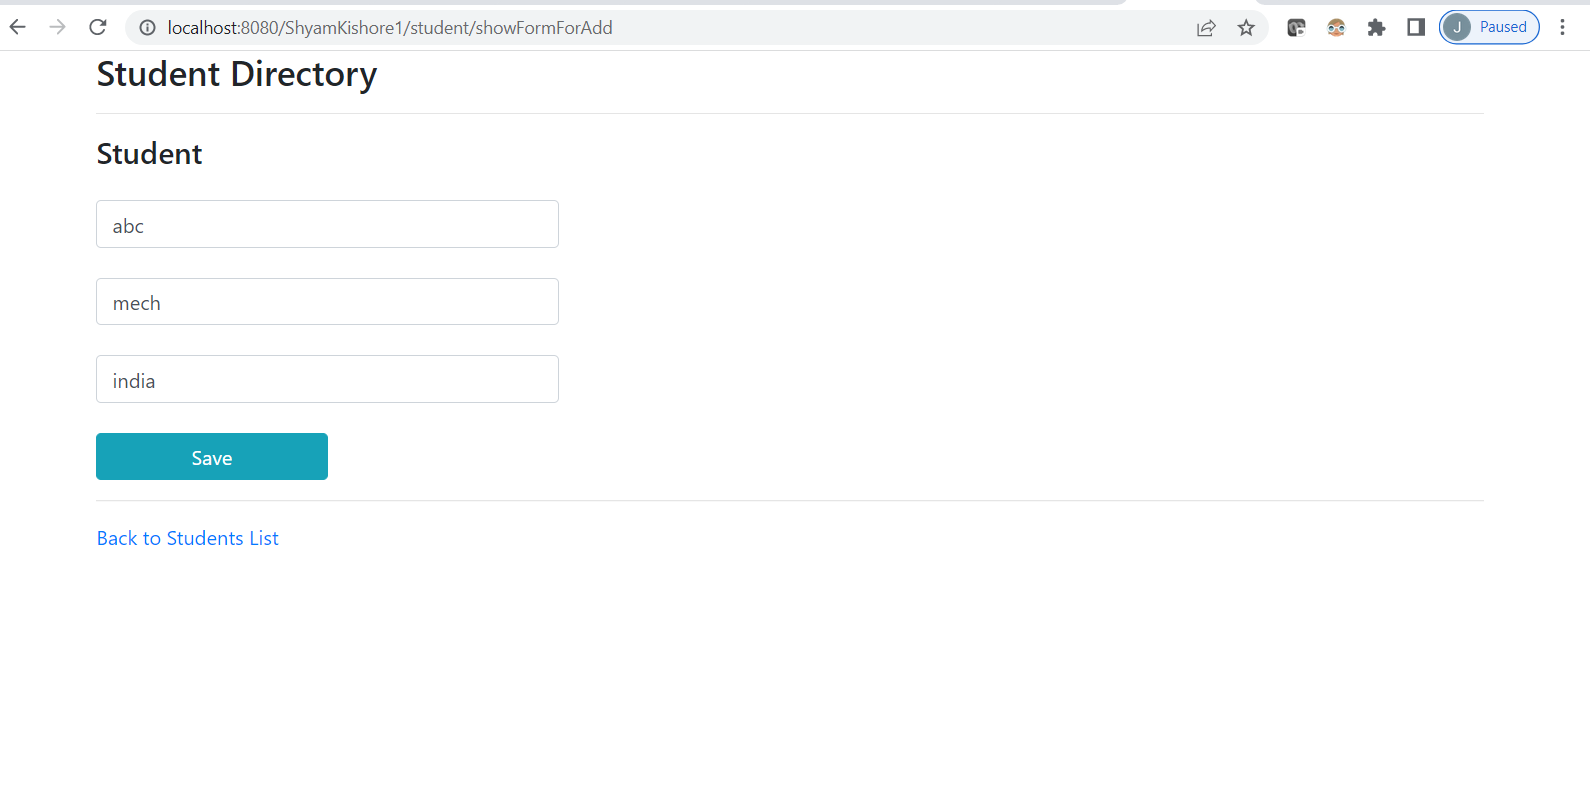 localhost:8080/ShyamKishore1/student/showFormForAdd
J Paused
Student Directory
Student
abc
mech
india
Save
Back to Students List